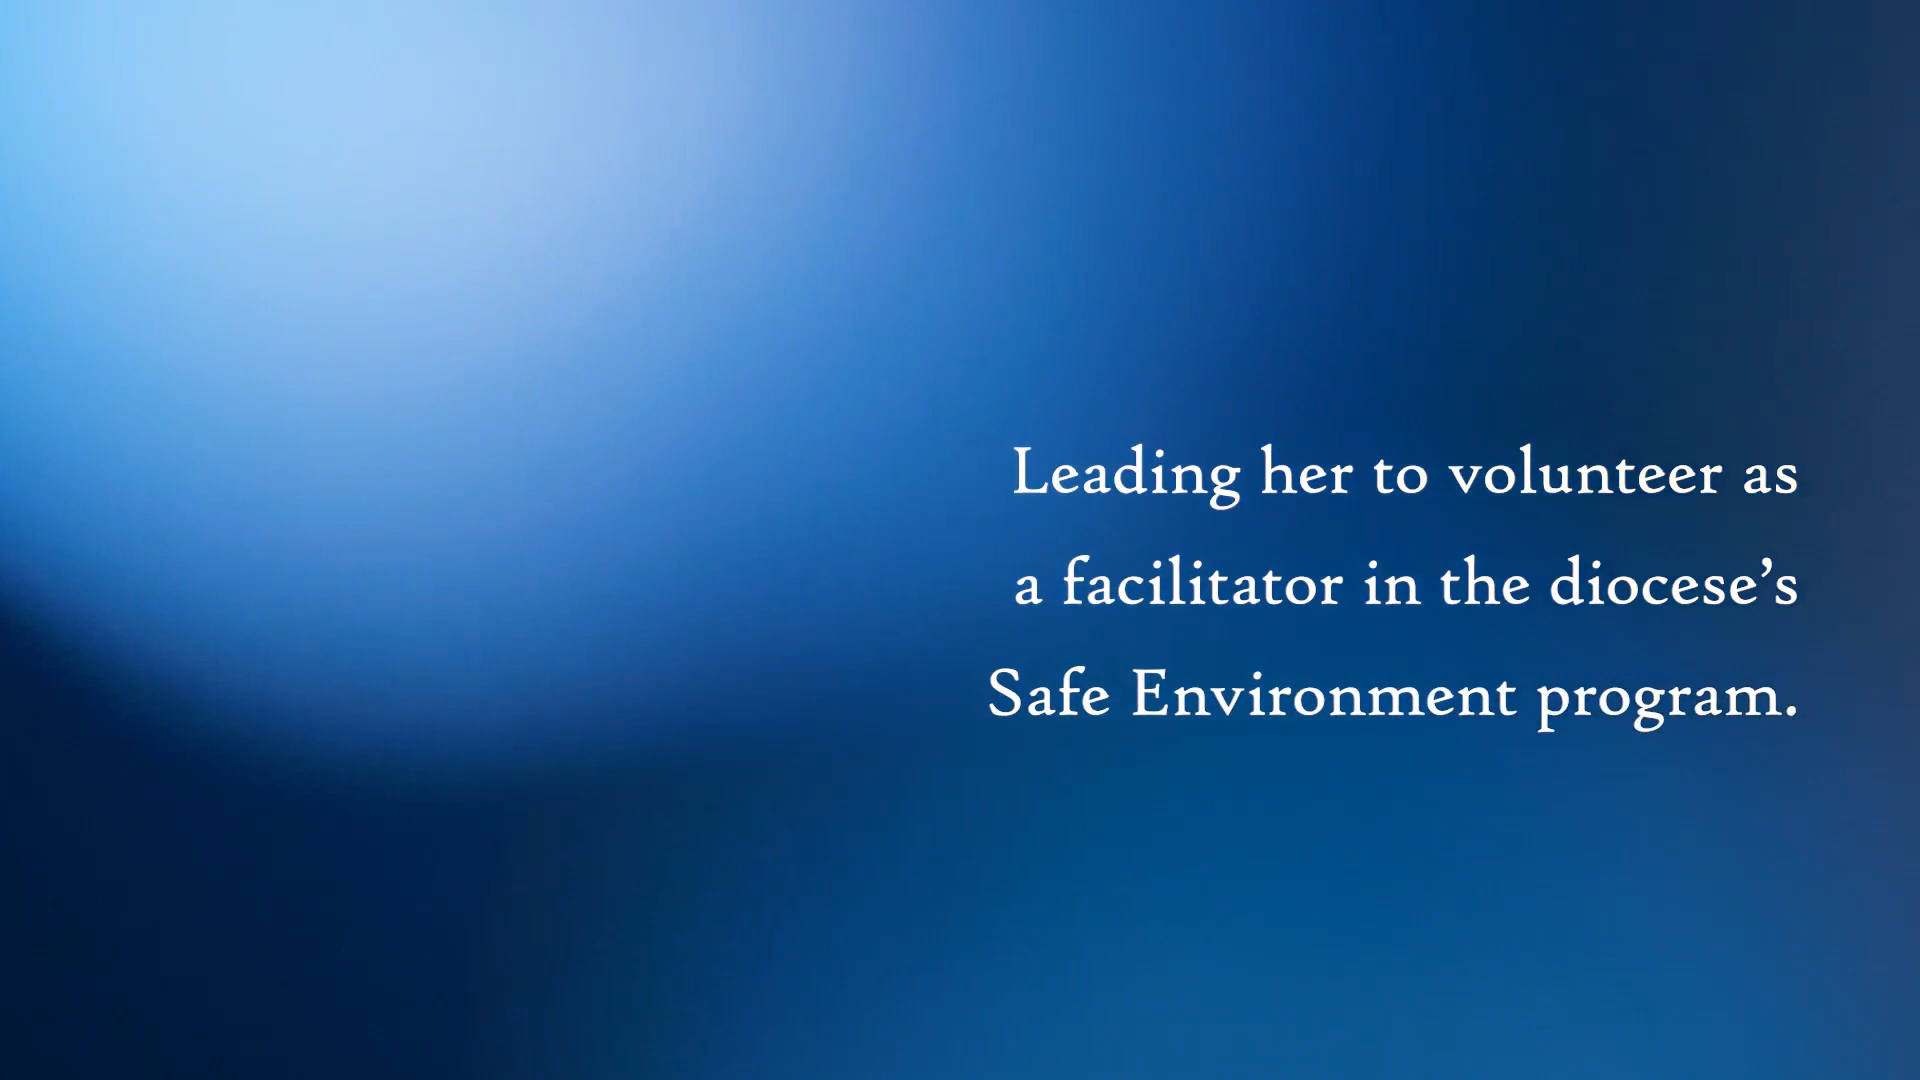 Leading her to volunteer as
a facilitator in the diocese’s
Safe Environment program.